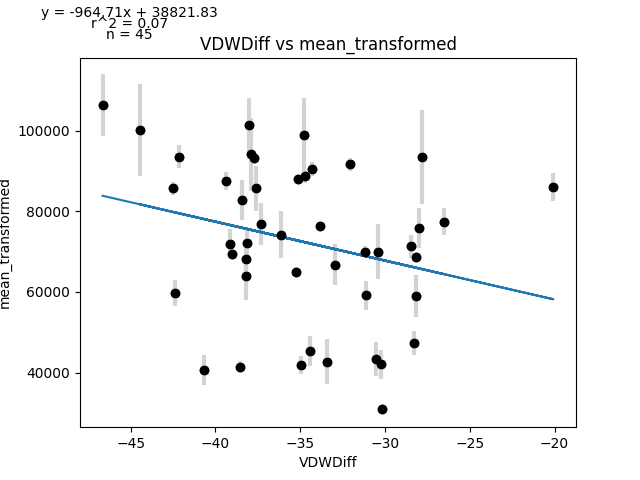 y = -964.71x + 38821.83
r^2 = 0.07
n = 45
VDWDiff vs mean_transformed
mean_transformed
100000
80000
60000
40000
−45
−40
−35
−30
−25
−20
VDWDiff